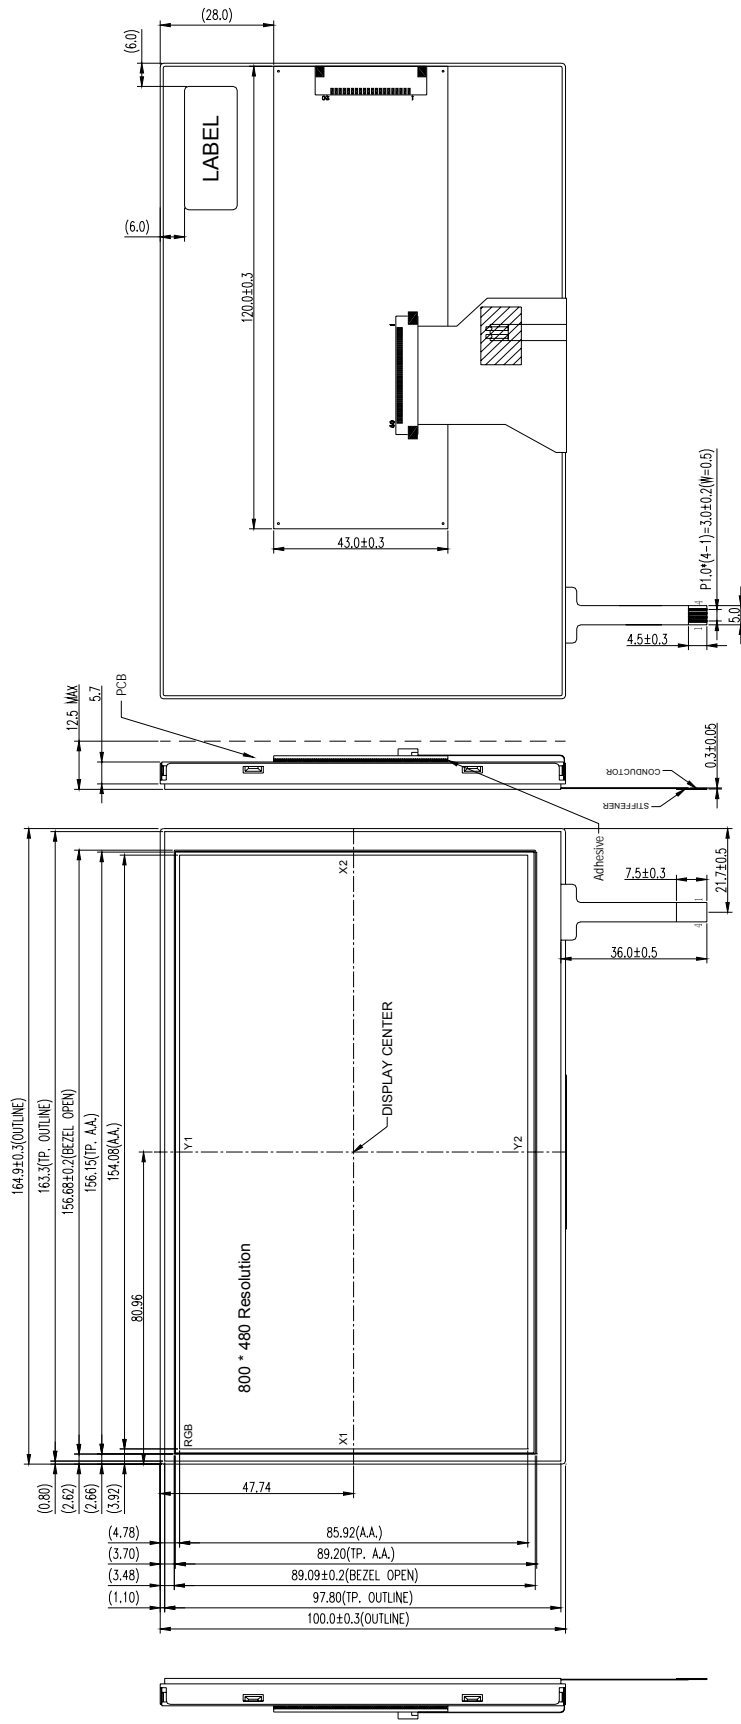 (28.0)
(6.0)
LABEL
(6.0)
120.0±0.3
43.0±0.3
P1.0*(4-1)=3.0±0.2(W=0.5)
1
4
4.5±0.3
5.0
12.5 MAX
5.7
PCB
Adhesive
STIFFENER
CONDUCTOR
0.3±0.05
164.9±0.3(OUTLINE)
163.3(TP. OUTLINE)
156.68±0.2(BEZEL OPEN)
156.15(TP. A.A.)
154.08(A.A.)
80.96
X2
Y1
Y2
X1
DISPLAY CENTER
800 * 480 Resolution
RGB
7.5±0.3
21.7±0.5
4
1
36.0±0.5
(0.80)
(2.62)
(2.66)
(3.92)
47.74
(4.78)
85.92(A.A.)
(3.70)
89.20(TP. A.A.)
(3.48)
89.09±0.2(BEZEL OPEN)
(1.10)
97.80(TP. OUTLINE)
100.0±0.3(OUTLINE)